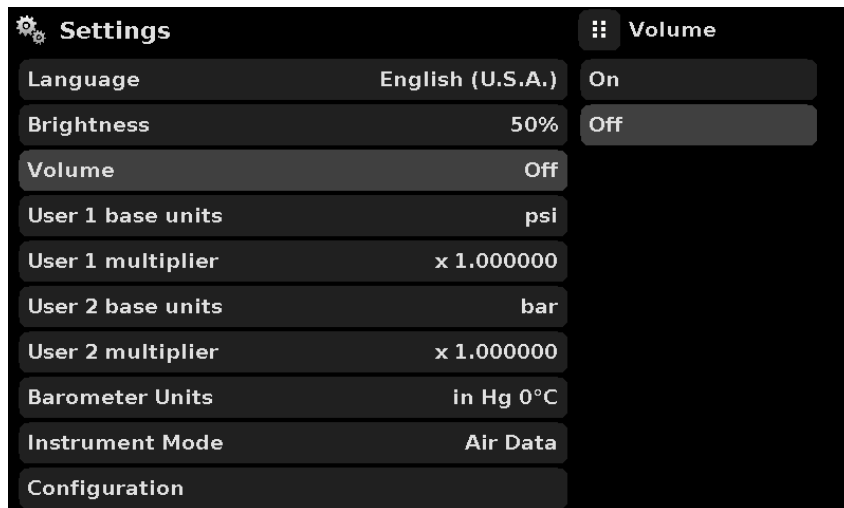 Settings
Language English (U.S.A.)
Brightness 50%
Volume Off
User 1 base units psi
User 1 multiplier x 1.000000
User 2 base units bar
User 2 multiplier x 1.000000
Barometer Units in Hg 0°C
Instrument Mode Air Data
Configuration
Volume
On
Off